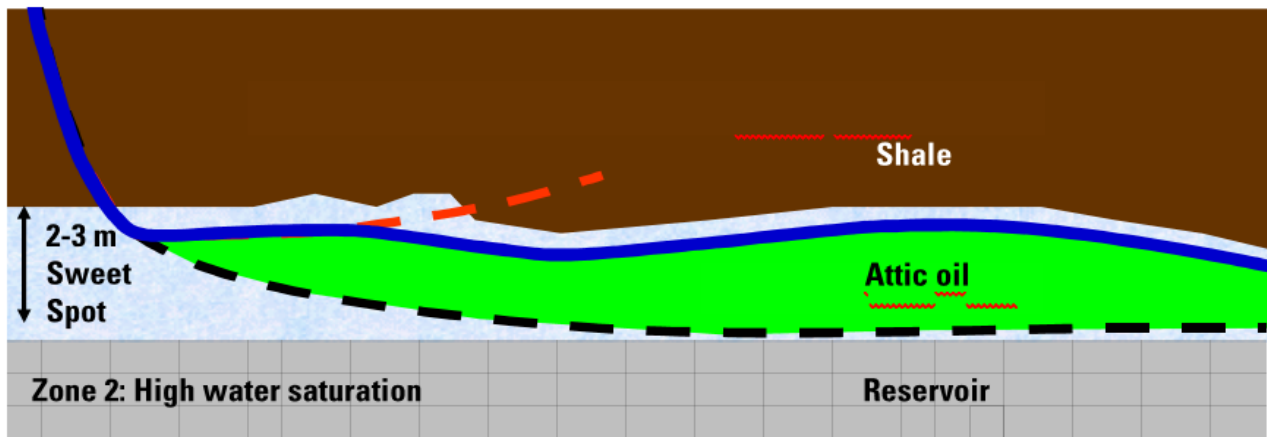 Shale
2-3 m
Sweet
Spot
Attic oil
Zone 2: High water saturation
Reservoir